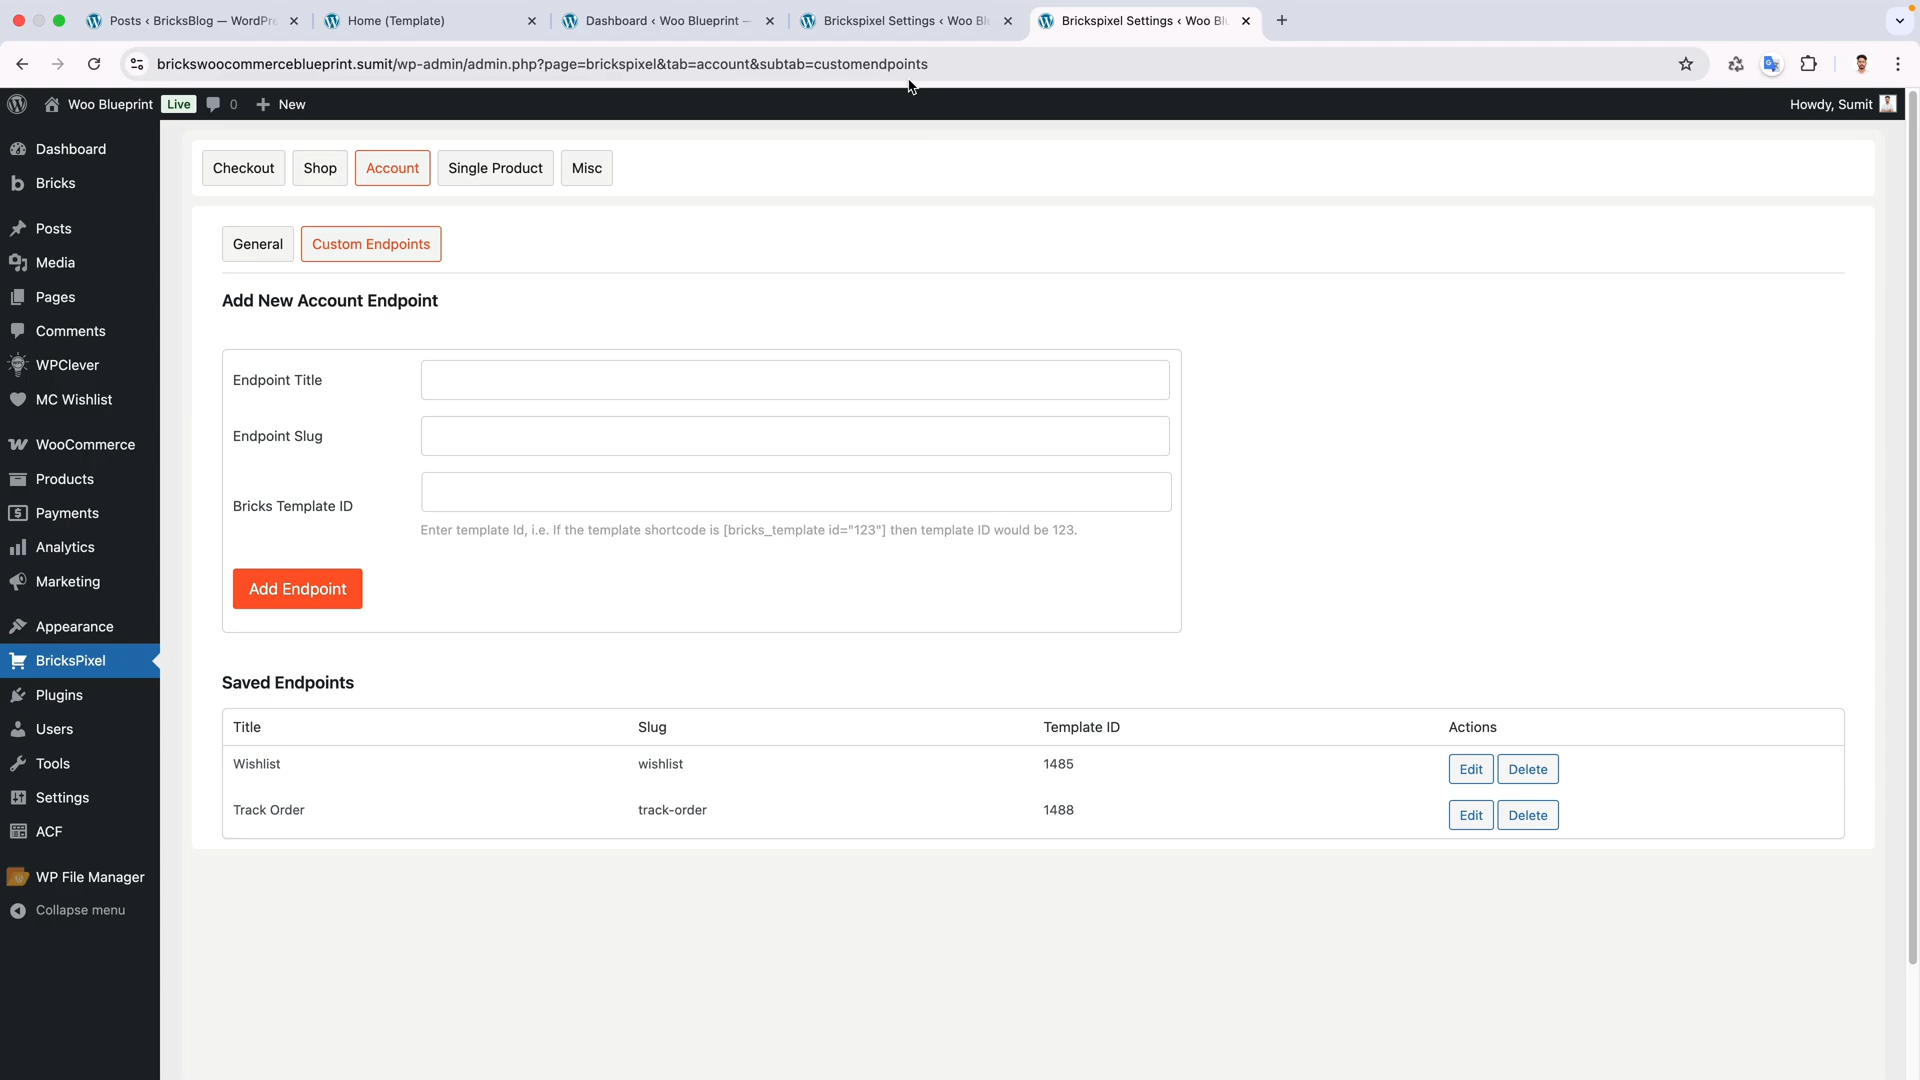 Posts ‹ BricksBlog — WordPre
Home (Template)
Dashboard ‹ Woo Blueprint —
Brickspixel Settings ‹ Woo Bl
Brickspixel Settings ‹ Woo Bl
brickswoocommerceblueprint.sumit/wp-admin/admin.php?page=brickspixel&tab=account&subtab=customendpoints
Woo Blueprint
Live
0
New
Howdy, Sumit
Dashboard
Bricks
Posts
Media
Pages
Comments
WPClever
MC Wishlist
WooCommerce
Products
Payments
Analytics
Marketing
Appearance
BricksPixel
Plugins
Users
Tools
Settings
ACF
WP File Manager
Collapse menu
Checkout
Shop
Account
Single Product
Misc
General
Custom Endpoints
Add New Account Endpoint
Endpoint Title
Endpoint Slug
Bricks Template ID
Enter template Id, i.e. If the template shortcode is [bricks_template id="123"] then template ID would be 123.
Add Endpoint
Saved Endpoints
Title Slug Template ID Actions
Wishlist wishlist 1485 Edit Delete
Track Order track-order 1488 Edit Delete